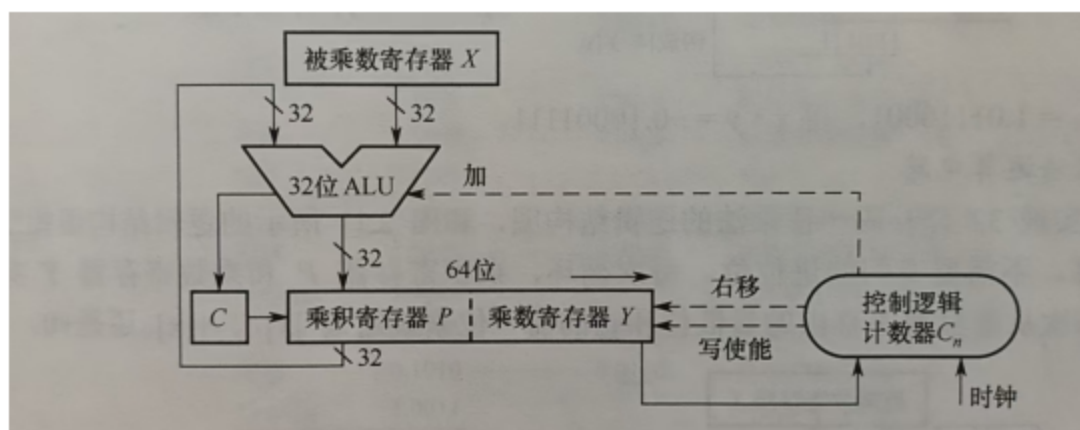 被乘数寄存器 X
32
32
32位 ALU
加
32
64位
C
乘积寄存器 P
乘数寄存器 Y
右移
写使能
控制逻辑
计数器Cₙ
32
时钟